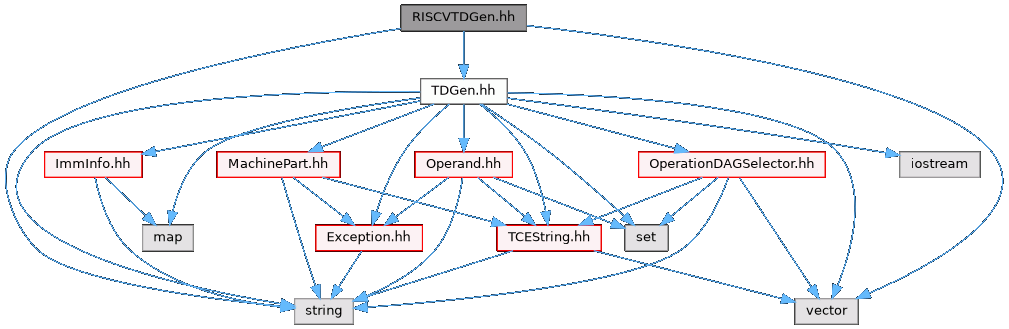 RISCVTDGen.hh
TDGen.hh
ImmInfo.hh
MachinePart.hh
Operand.hh
OperationDAGSelector.hh
iostream
map
Exception.hh
TCEString.hh
set
string
vector